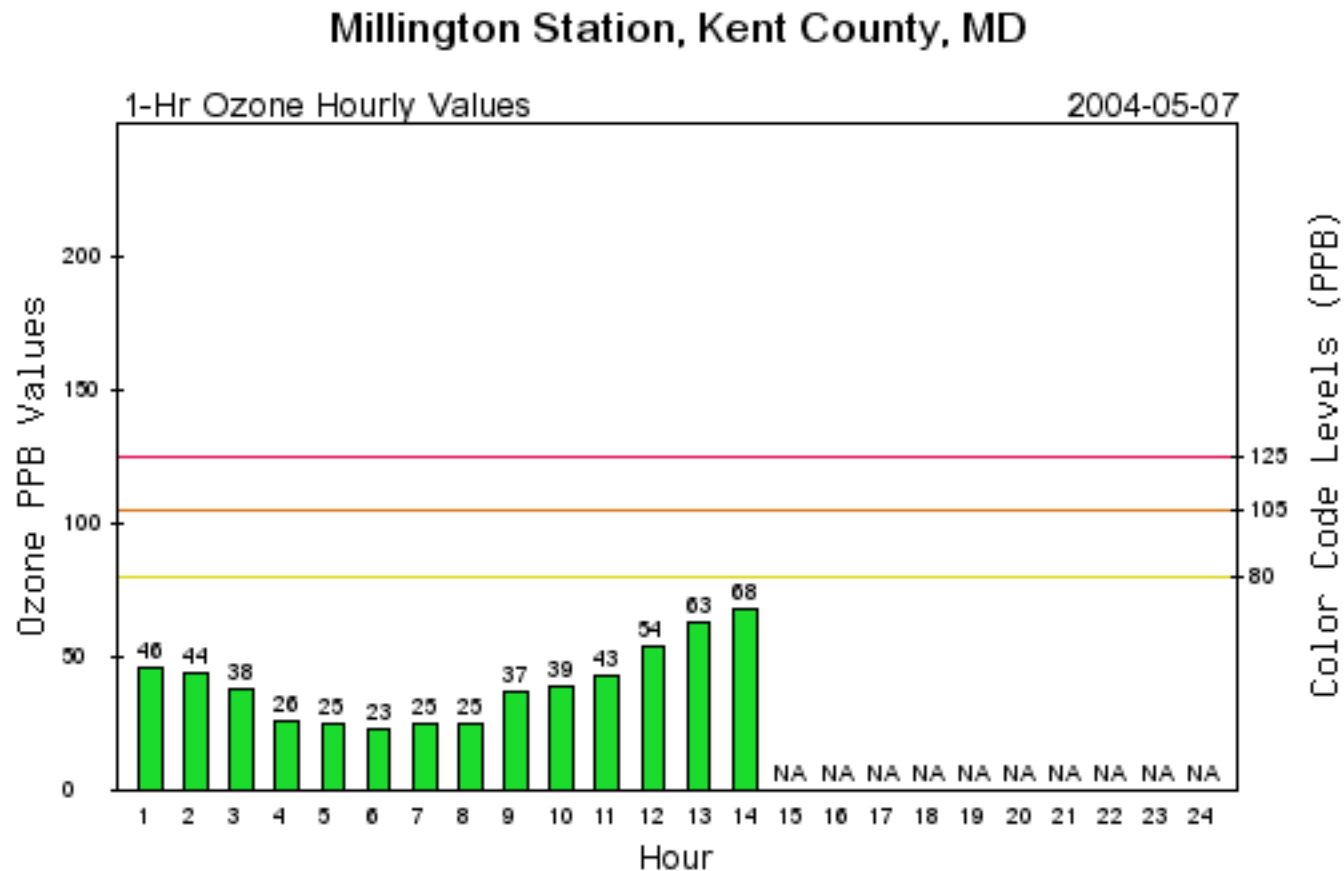 Millington Station, Kent County, MD
1-Hr Ozone Hourly Values 2004-05-07
Ozone PPB Values
200
150
100
50
0
125
105
80
Color Code Levels (PPB)
46 44 38 26 25 23 25 25 37 39 43 54 63 68 NA NA NA NA NA NA NA NA NA NA
1 2 3 4 5 6 7 8 9 10 11 12 13 14 15 16 17 18 19 20 21 22 23 24
Hour